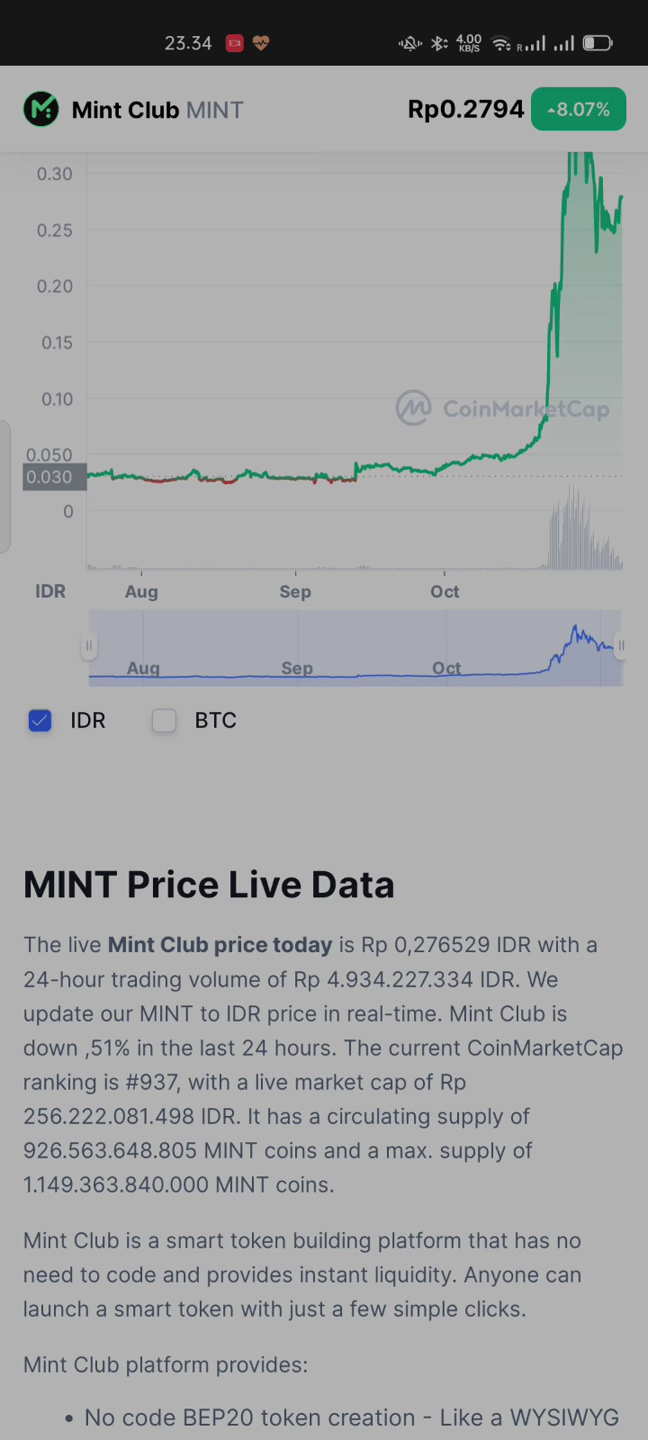 23.34
4.00
KB/S
R
Mint Club MINT
Rp0.2794
8.07%
0.30
0.25
0.20
0.15
0.10
CoinMarketCap
0.050
0.030
0
IDR Aug Sep Oct
Aug Sep Oct
IDR BTC
MINT Price Live Data
The live Mint Club price today is Rp 0,276529 IDR with a
24-hour trading volume of Rp 4.934.227.334 IDR. We
update our MINT to IDR price in real-time. Mint Club is
down ,51% in the last 24 hours. The current CoinMarketCap
ranking is #937, with a live market cap of Rp
256.222.081.498 IDR. It has a circulating supply of
926.563.648.805 MINT coins and a max. supply of
1.149.363.840.000 MINT coins.
Mint Club is a smart token building platform that has no
need to code and provides instant liquidity. Anyone can
launch a smart token with just a few simple clicks.
Mint Club platform provides:
• No code BEP20 token creation - Like a WYSIWYG